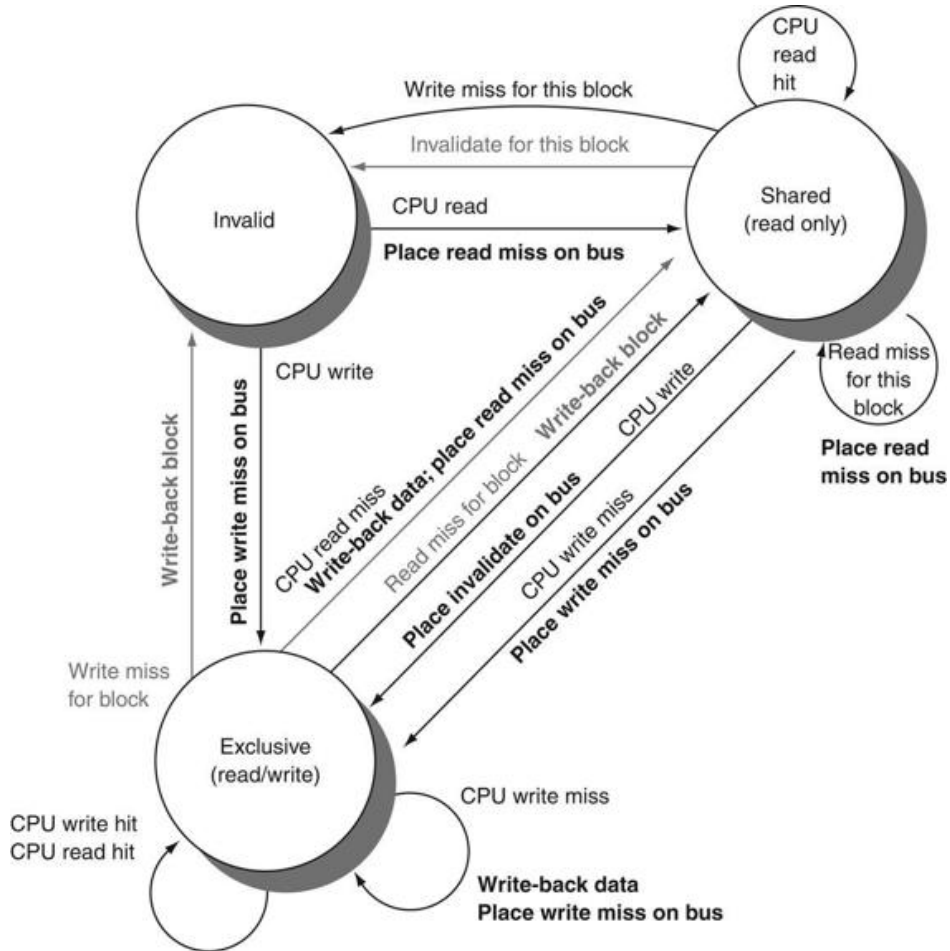 CPU
read
hit
Write miss for this block
Invalidate for this block
Invalid
Shared
(read only)
CPU read
Place read miss on bus
CPU write
Place write miss on bus
Write-back block
Write miss
for block
CPU read miss
Write-back data; place read miss on bus
Read miss for block
Write-back block
CPU write
Place invalidate on bus
CPU write miss
Place write miss on bus
Read miss
for this
block
Place read
miss on bus
Exclusive
(read/write)
CPU write hit
CPU read hit
CPU write miss
Write-back data
Place write miss on bus